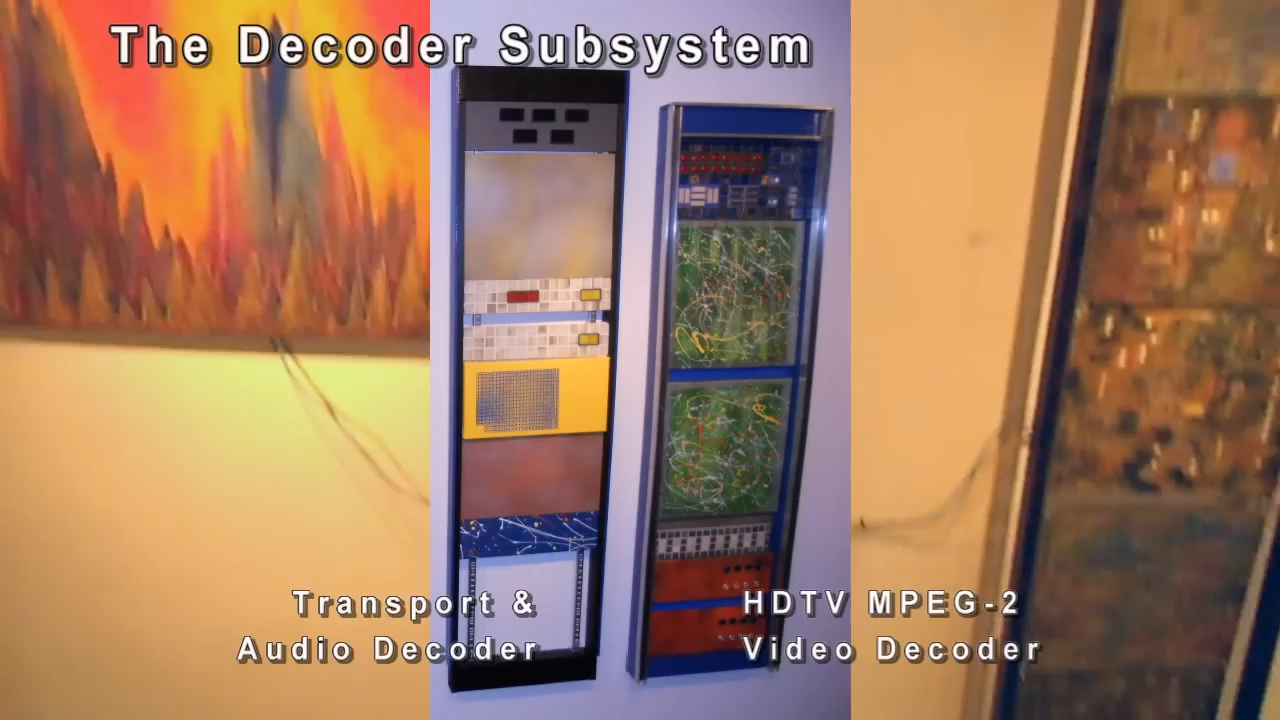 The Decoder Subsystem
Transport &
Audio Decoder
HDTV MPEG-2
Video Decoder